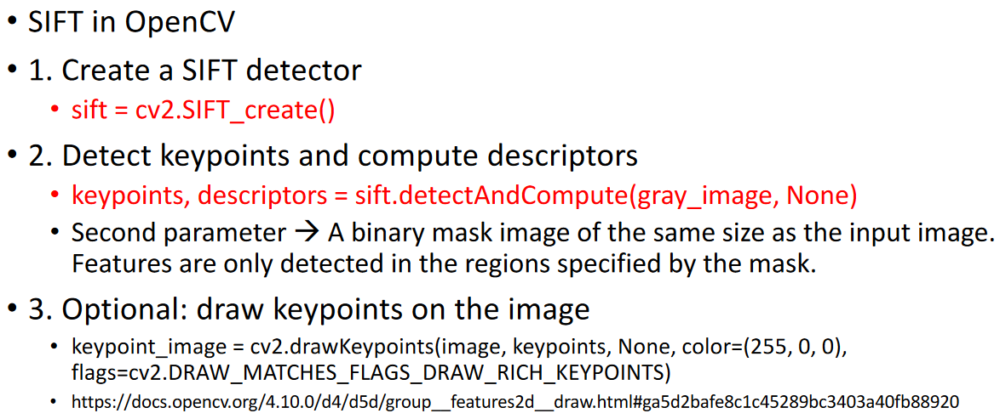 • SIFT in OpenCV
• 1. Create a SIFT detector
• sift = cv2.SIFT_create()
• 2. Detect keypoints and compute descriptors
• keypoints, descriptors = sift.detectAndCompute(gray_image, None)
• Second parameter → A binary mask image of the same size as the input image.
Features are only detected in the regions specified by the mask.
• 3. Optional: draw keypoints on the image
• keypoint_image = cv2.drawKeypoints(image, keypoints, None, color=(255, 0, 0),
flags=cv2.DRAW_MATCHES_FLAGS_DRAW_RICH_KEYPOINTS)
• https://docs.opencv.org/4.10.0/d4/d5d/group__features2d__draw.html#ga5d2bafe8c1c45289bc3403a40fb88920